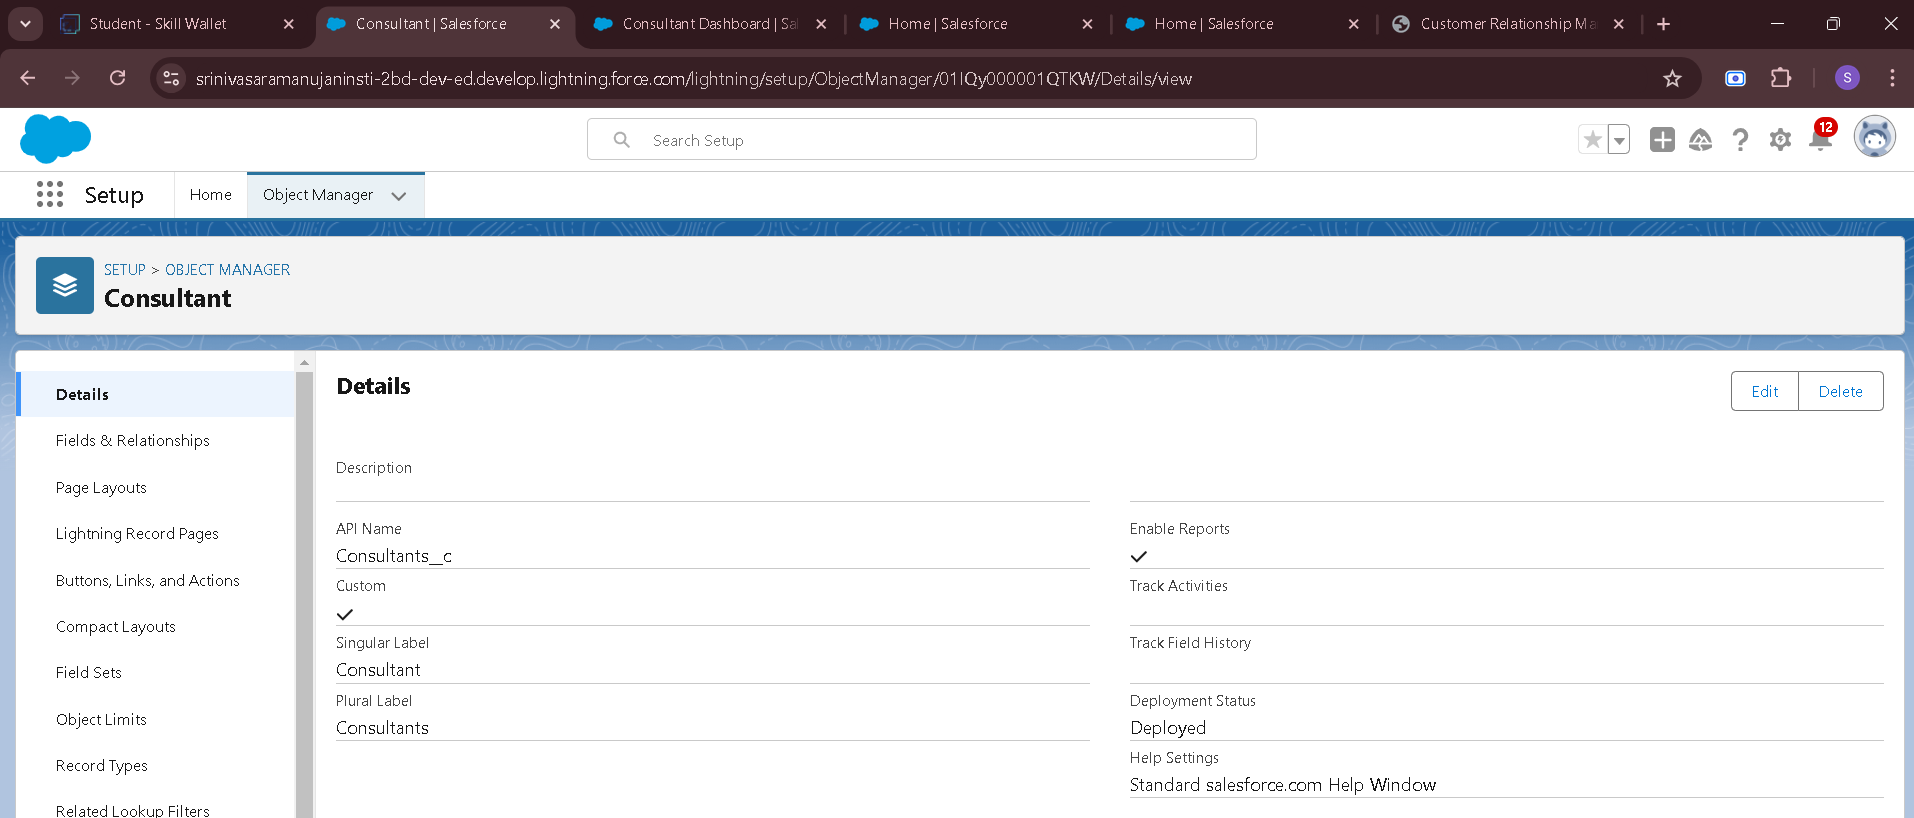 Student - Skill Wallet
Consultant | Salesforce
Consultant Dashboard | Sal
Home | Salesforce
Home | Salesforce
Customer Relationship Ma
srinivasaramanujaninsti-2bd-dev-ed.develop.lightning.force.com/lightning/setup/ObjectManager/01IQy000001QTKW/Details/view
S
Search Setup
12
Setup
Home
Object Manager
SETUP > OBJECT MANAGER
Consultant
Details
Fields & Relationships
Page Layouts
Lightning Record Pages
Buttons, Links, and Actions
Compact Layouts
Field Sets
Object Limits
Record Types
Related Lookup Filters
Details
Edit
Delete
Description
API Name
Consultants__c
Custom
Singular Label
Consultant
Plural Label
Consultants
Enable Reports
Track Activities
Track Field History
Deployment Status
Deployed
Help Settings
Standard salesforce.com Help Window